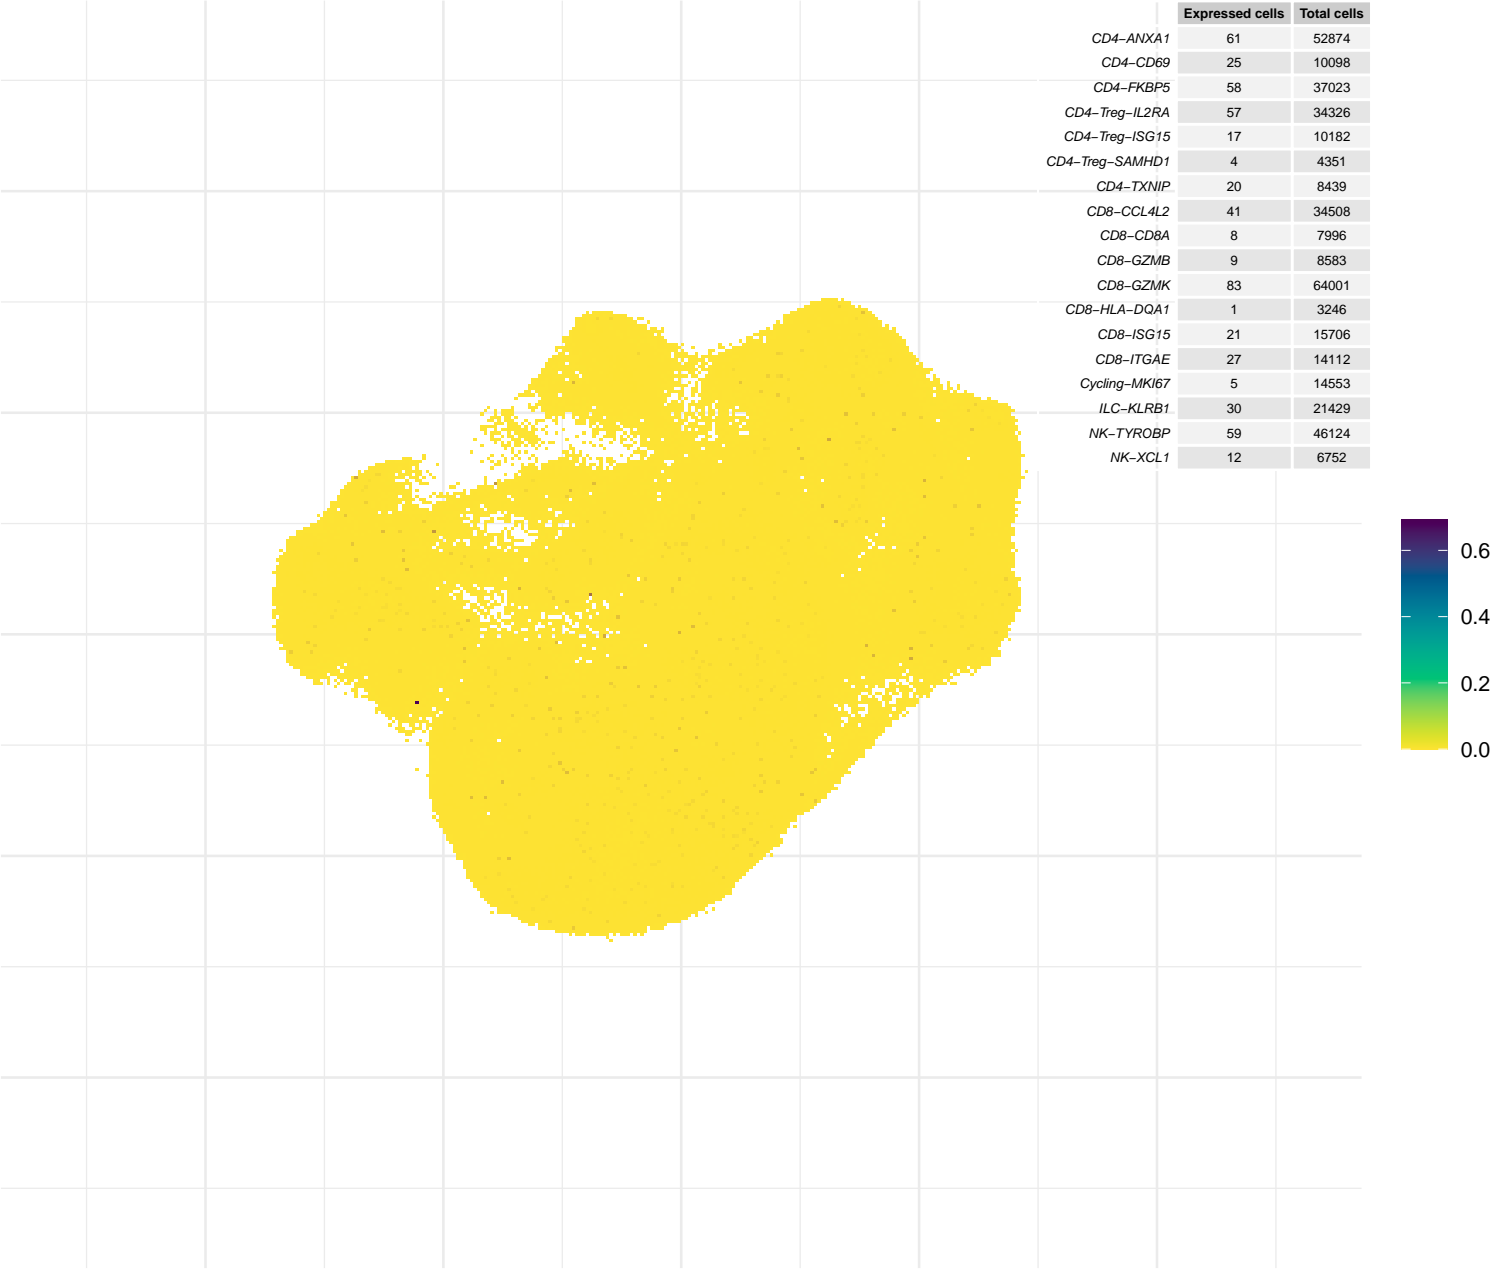 Expressed cells Total cells
CD4−ANXA1 61 52874
CD4−CD69 25 10098
CD4−FKBP5 58 37023
CD4−Treg−IL2RA 57 34326
CD4−Treg−ISG15 17 10182
CD4−Treg−SAMHD1 4 4351
CD4−TXNIP 20 8439
CD8−CCL4L2 41 34508
CD8−CD8A 8 7996
CD8−GZMB 9 8583
CD8−GZMK 83 64001
CD8−HLA−DQA1 1 3246
CD8−ISG15 21 15706
CD8−ITGAE 27 14112
Cycling−MKI67 5 14553
ILC−KLRB1 30 21429
NK−TYROBP 59 46124
NK−XCL1 12 6752
0.6
0.4
0.2
0.0